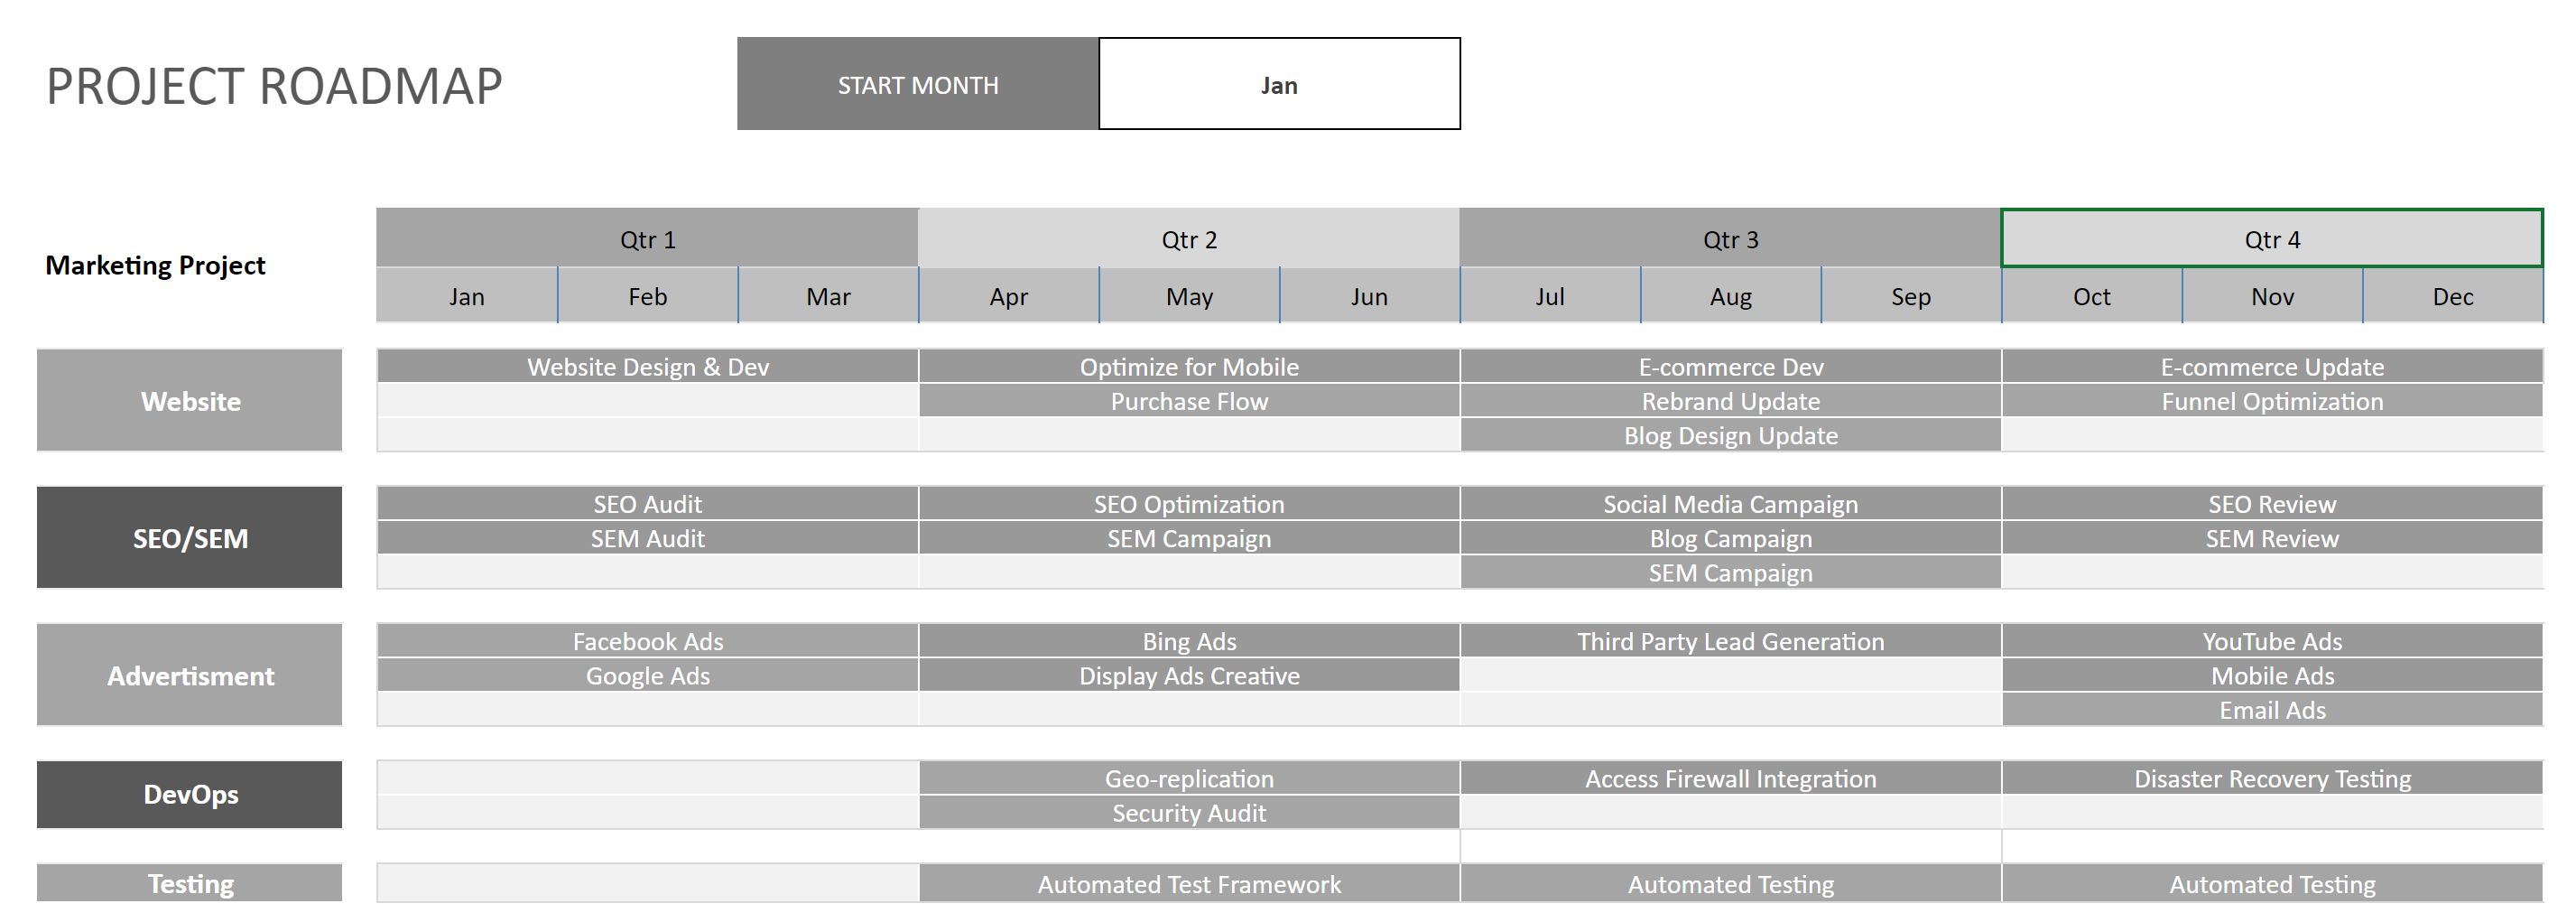 PROJECT ROADMAP
START MONTH Jan
Marketing Project
Qtr 1 Qtr 2 Qtr 3 Qtr 4
Jan Feb Mar Apr May Jun Jul Aug Sep Oct Nov Dec
Website
Website Design & Dev Optimize for Mobile E-commerce Dev E-commerce Update
Purchase Flow Rebrand Update Funnel Optimization
Blog Design Update
SEO/SEM
SEO Audit SEO Optimization Social Media Campaign SEO Review
SEM Audit SEM Campaign Blog Campaign SEM Review
SEM Campaign
Advertisment
Facebook Ads Bing Ads Third Party Lead Generation YouTube Ads
Google Ads Display Ads Creative Mobile Ads
Email Ads
DevOps
Geo-replication Access Firewall Integration Disaster Recovery Testing
Security Audit
Testing
Automated Test Framework Automated Testing Automated Testing